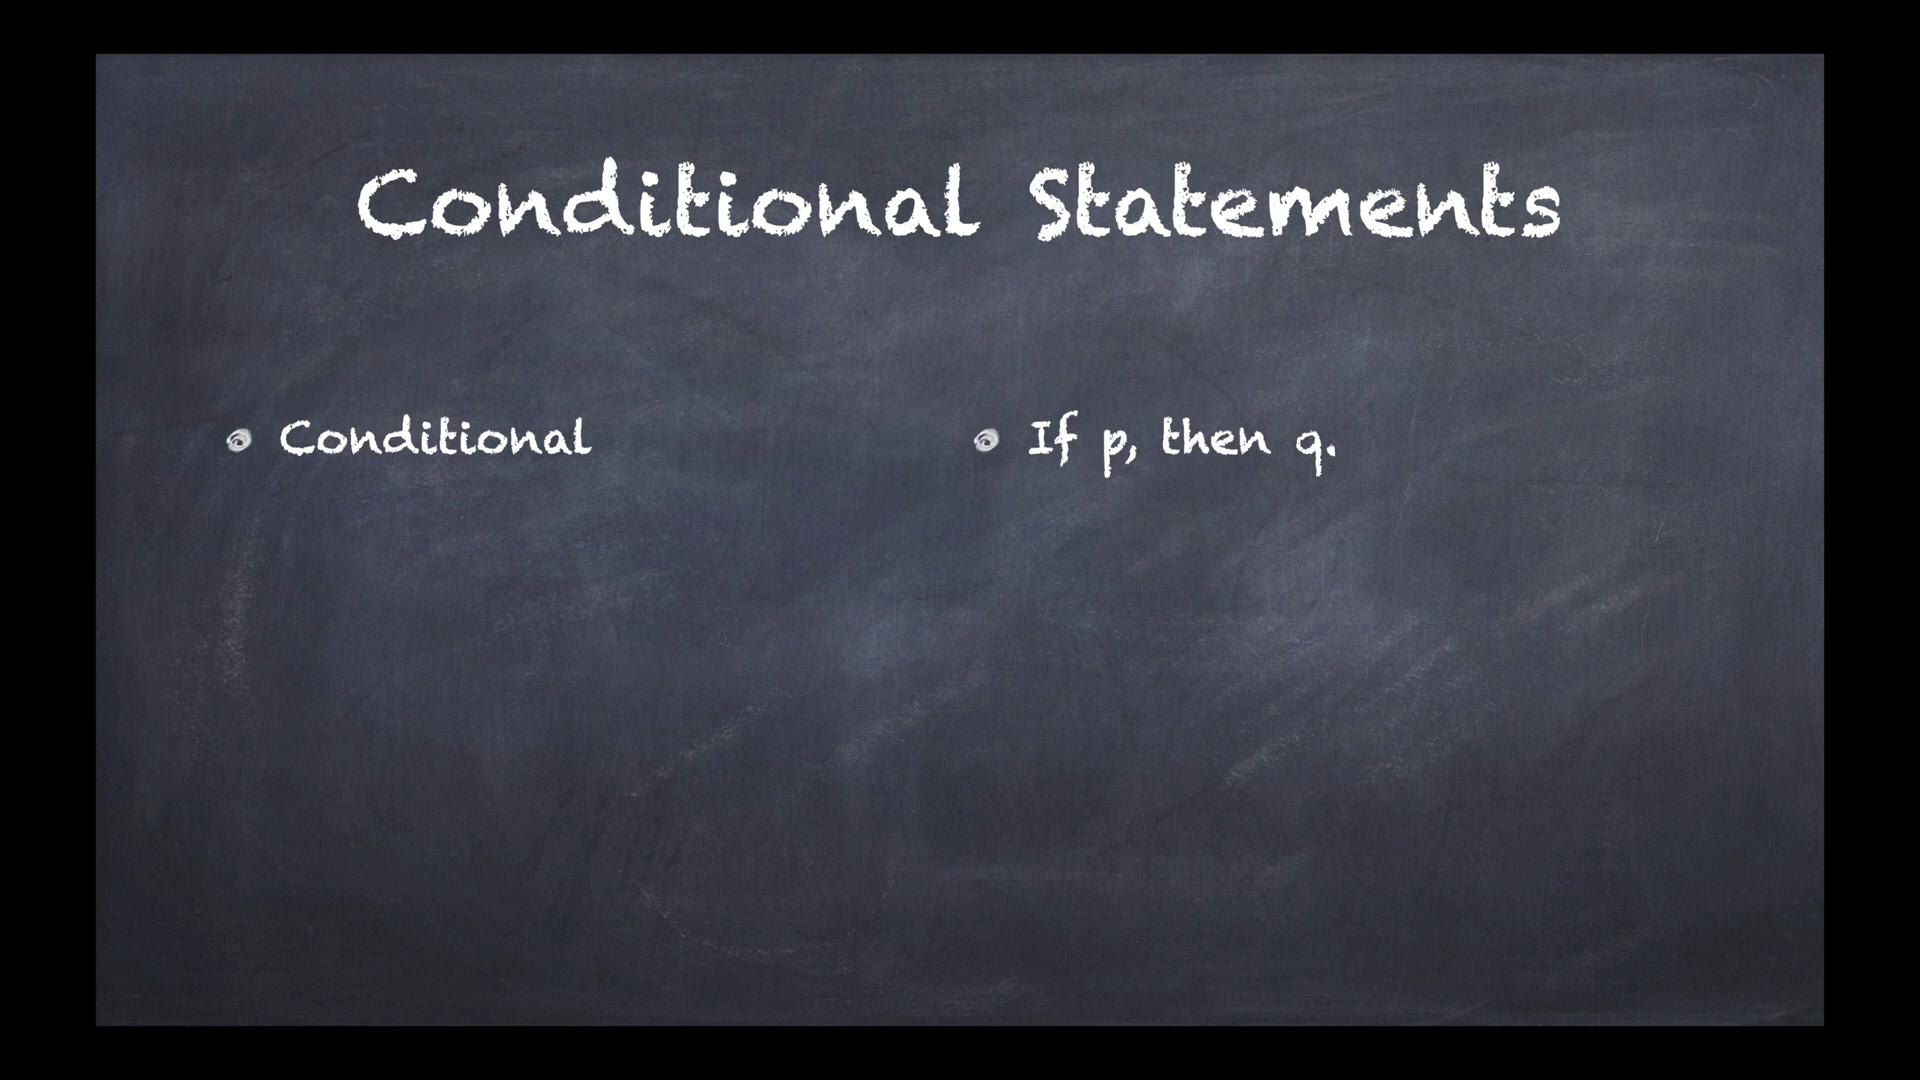 Conditional Statements
Conditional
If p, then q.